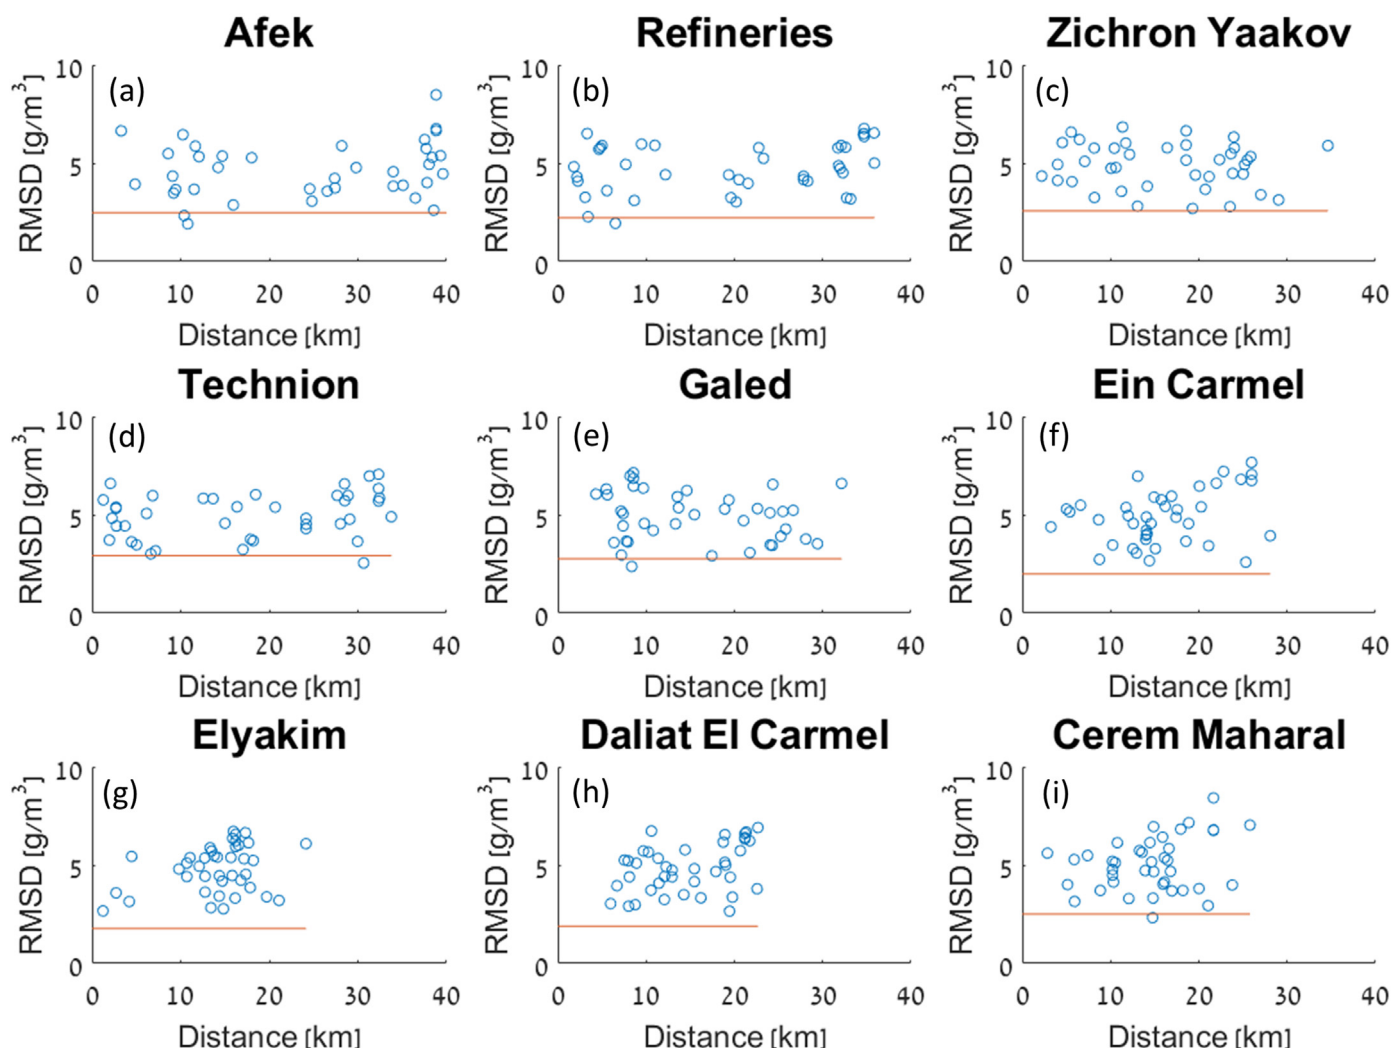 Afek Refineries Zichron Yaakov
(a) (b) (c)
RMSD [g/m³] RMSD [g/m³] RMSD [g/m³]
10 5 0 10 5 0 10 5 0
0 10 20 30 40 0 10 20 30 40 0 10 20 30 40
Distance [km] Distance [km] Distance [km]
Technion Galed Ein Carmel
(d) (e) (f)
RMSD [g/m³] RMSD [g/m³] RMSD [g/m³]
10 5 0 10 5 0 10 5 0
0 10 20 30 40 0 10 20 30 40 0 10 20 30 40
Distance [km] Distance [km] Distance [km]
Elyakim Daliat El Carmel Cerem Maharal
(g) (h) (i)
RMSD [g/m³] RMSD [g/m³] RMSD [g/m³]
10 5 0 10 5 0 10 5 0
0 10 20 30 40 0 10 20 30 40 0 10 20 30 40
Distance [km] Distance [km] Distance [km]